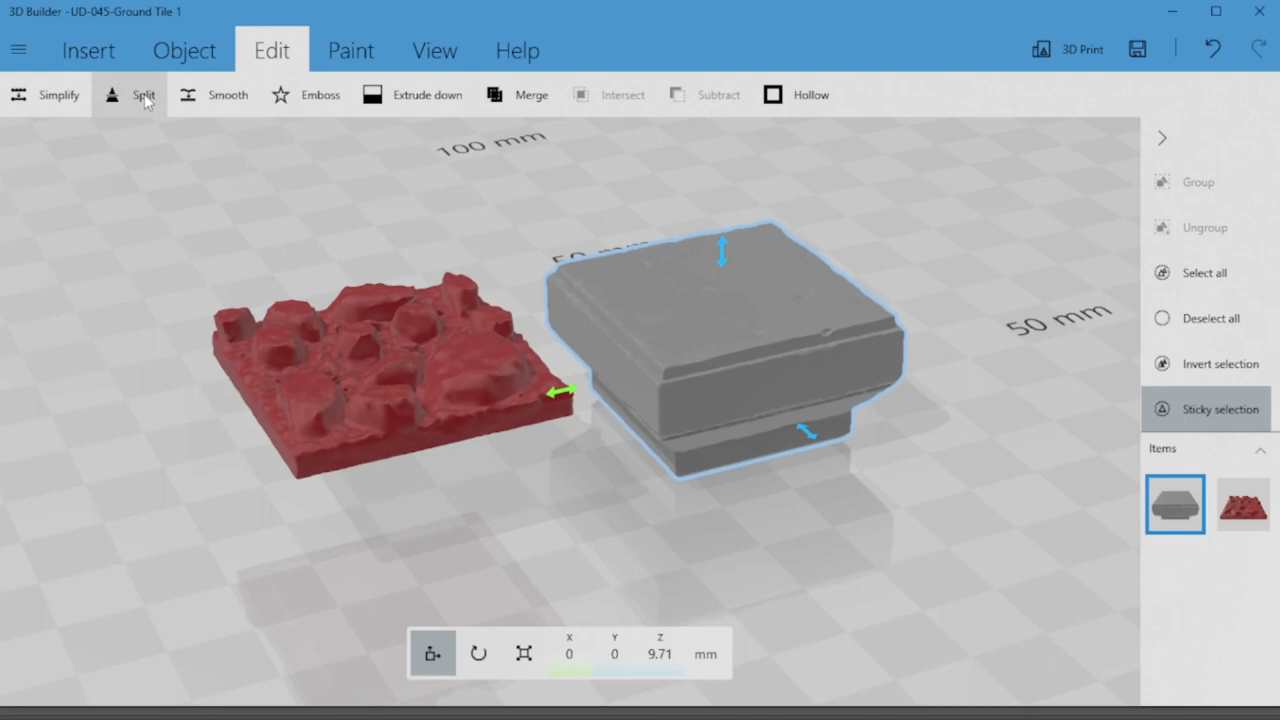 3D Builder -UD-045-Ground Tile 1
Insert Object Edit Paint View Help 3D Print
Simplify Split Smooth Emboss Extrude down Merge Intersect Subtract Hollow
100 mm
50 mm
50 mm
Group
Ungroup
Select all
Deselect all
Invert selection
Sticky selection
Items
X Y Z
0 0 9.71 mm